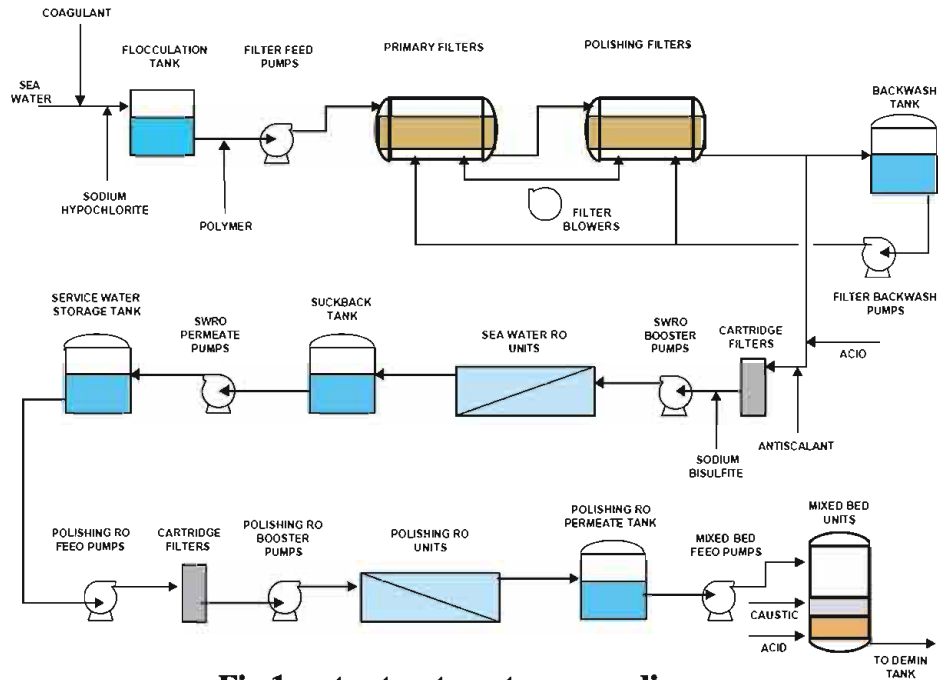 COAGULANT
FLOCCULATION
TANK
FILTER FEED
PUMPS
PRIMARY FILTERS
POLISHING FILTERS
SEA
WATER
BACKWASH
TANK
SODIUM
HYPOCHLORITE
POLYMER
FILTER
BLOWERS
FILTER BACKWASH
PUMPS
SERVICE WATER
STORAGE TANK
SWRO
PERMEATE
PUMPS
SUCKBACK
TANK
SEA WATER RO
UNITS
SWRO
BOOSTER
PUMPS
CARTRIDGE
FILTERS
ACIO
ANTISCALANT
SODIUM
BISULFITE
POLISHING RO
FEEO PUMPS
CARTRIDGE
FILTERS
POLISHING RO
BOOSTER
PUMPS
POLISHING RO
UNITS
POLISHING RO
PERMEATE TANK
MIXED BED
FEEO PUMPS
MIXED BED
UNITS
CAUSTIC
ACID
TO DEMIN
TANK